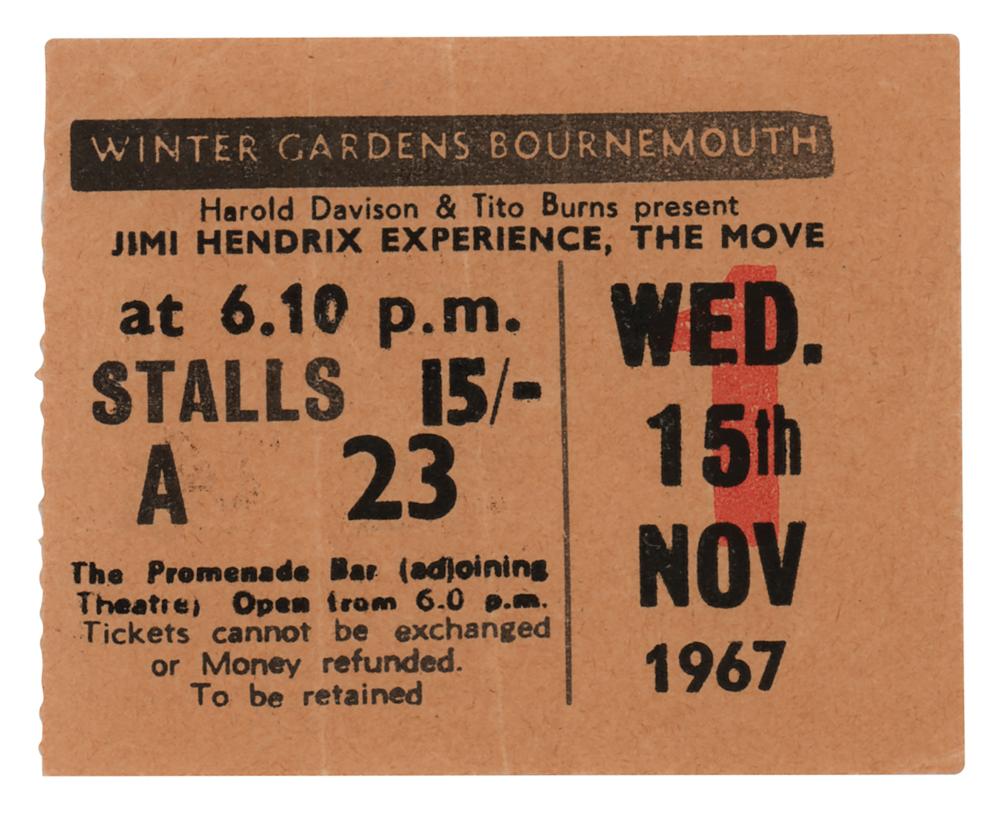 WINTER GARDENS BOURNEMOUTH
Harold Davison & Tito Burns present
JIMI HENDRIX EXPERIENCE, THE MOVE
at 6.10 p.m.
STALLS 15/-
A 23
The Promenade Bar (adjoining
Theatre) Open from 6.0 p.m.
Tickets cannot be exchanged
or Money refunded.
To be retained
1
WED.
15th
NOV
1967